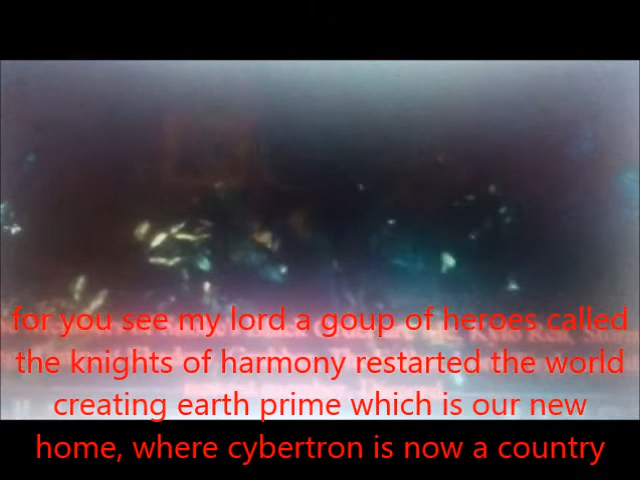 for you see my lord a goup of heroes called
the knights of harmony restarted the world
creating earth prime which is our new
home, where cybertron is now a country